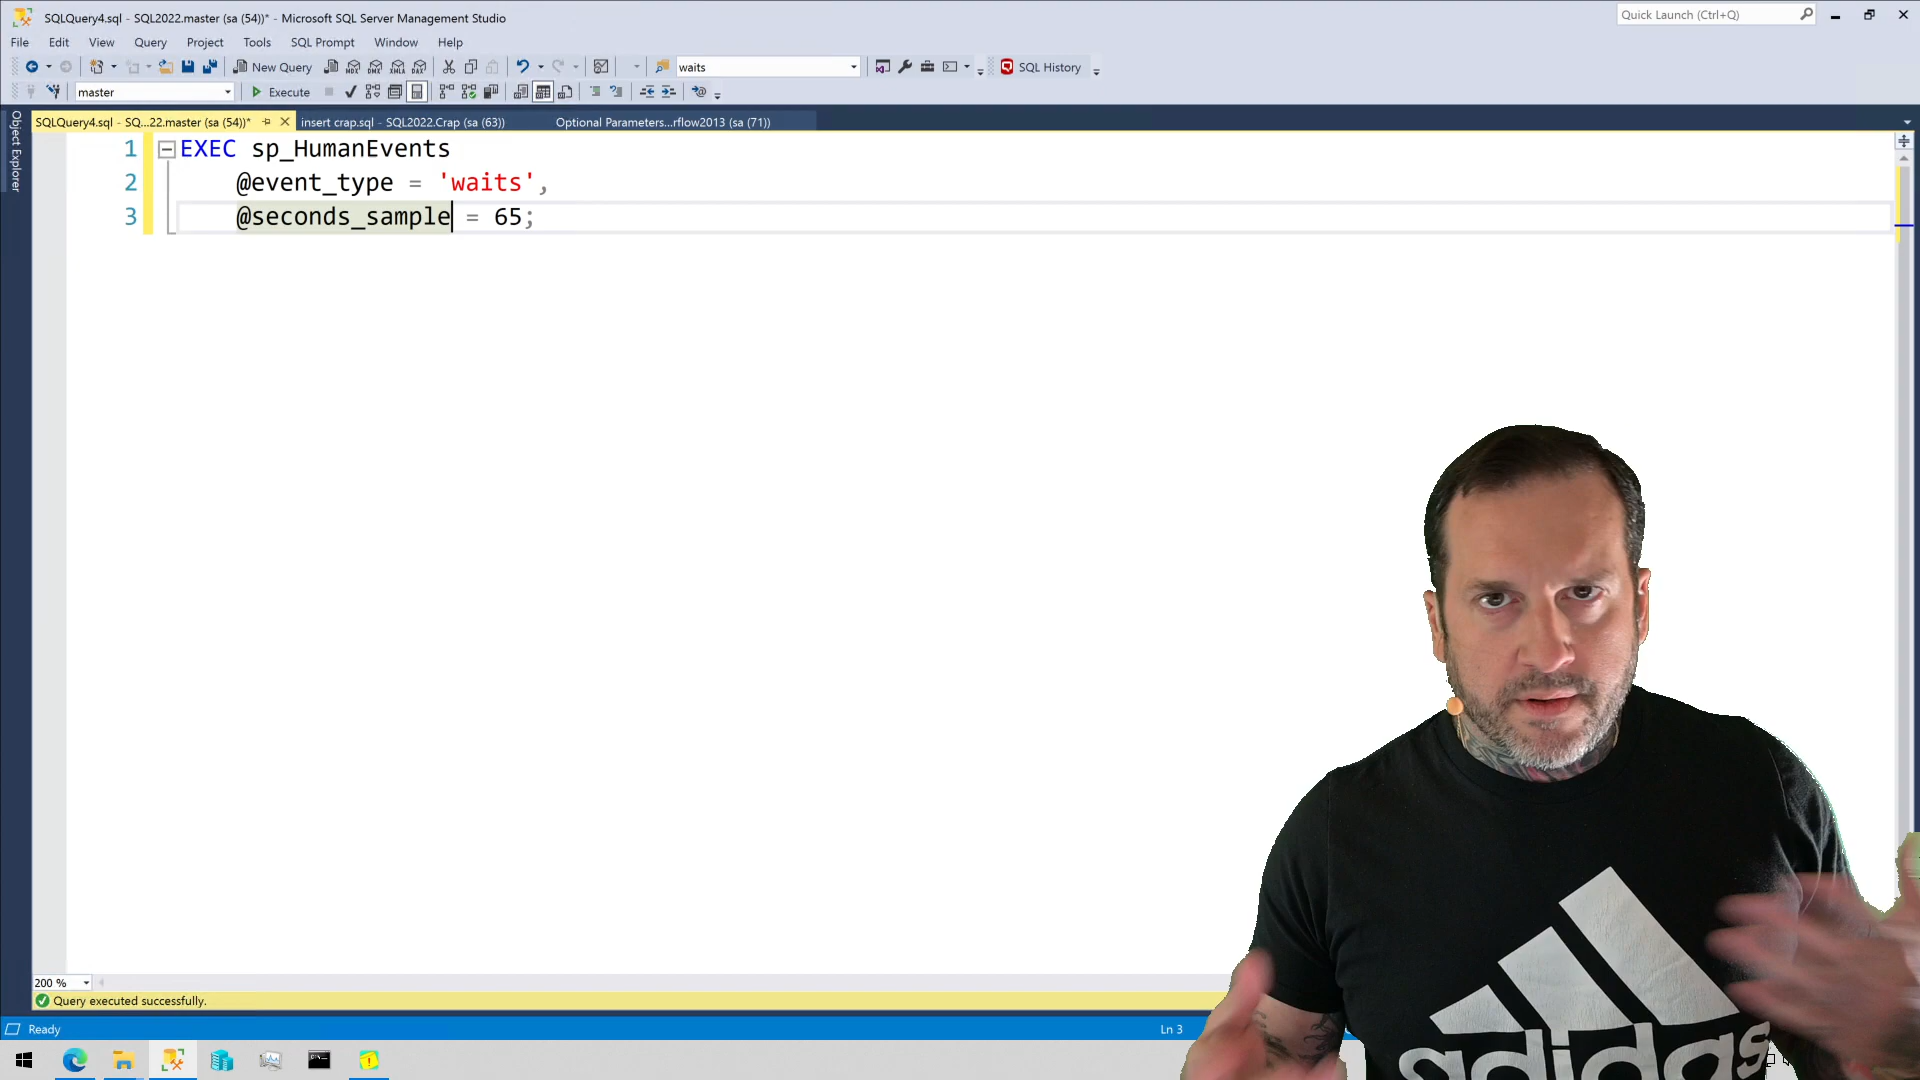 SQLQuery4.sql - SQL2022.master (sa (54))* - Microsoft SQL Server Management Studio
Quick Launch (Ctrl+Q)
File Edit View Query Project Tools SQL Prompt Window Help
New Query
waits
SQL History
master
Execute
SQLQuery4.sql - SQ...22.master (sa (54))*
insert crap.sql - SQL2022.Crap (sa (63))
Optional Parameters...rflow2013 (sa (71))
Object Explorer
1 EXEC sp_HumanEvents
2 @event_type = 'waits',
3 @seconds_sample = 65;
200 %
Query executed successfully.
Ready
Ln 3
adidas